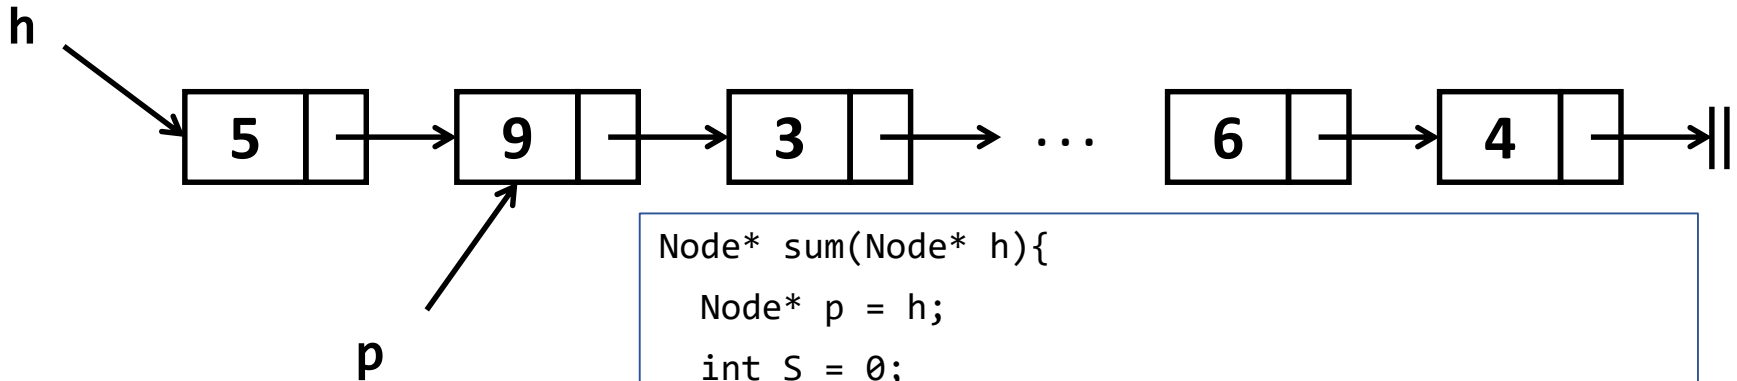 h
5 9 3 ... 6 4
p
Node* sum(Node* h){
Node* p = h;
int S = 0;